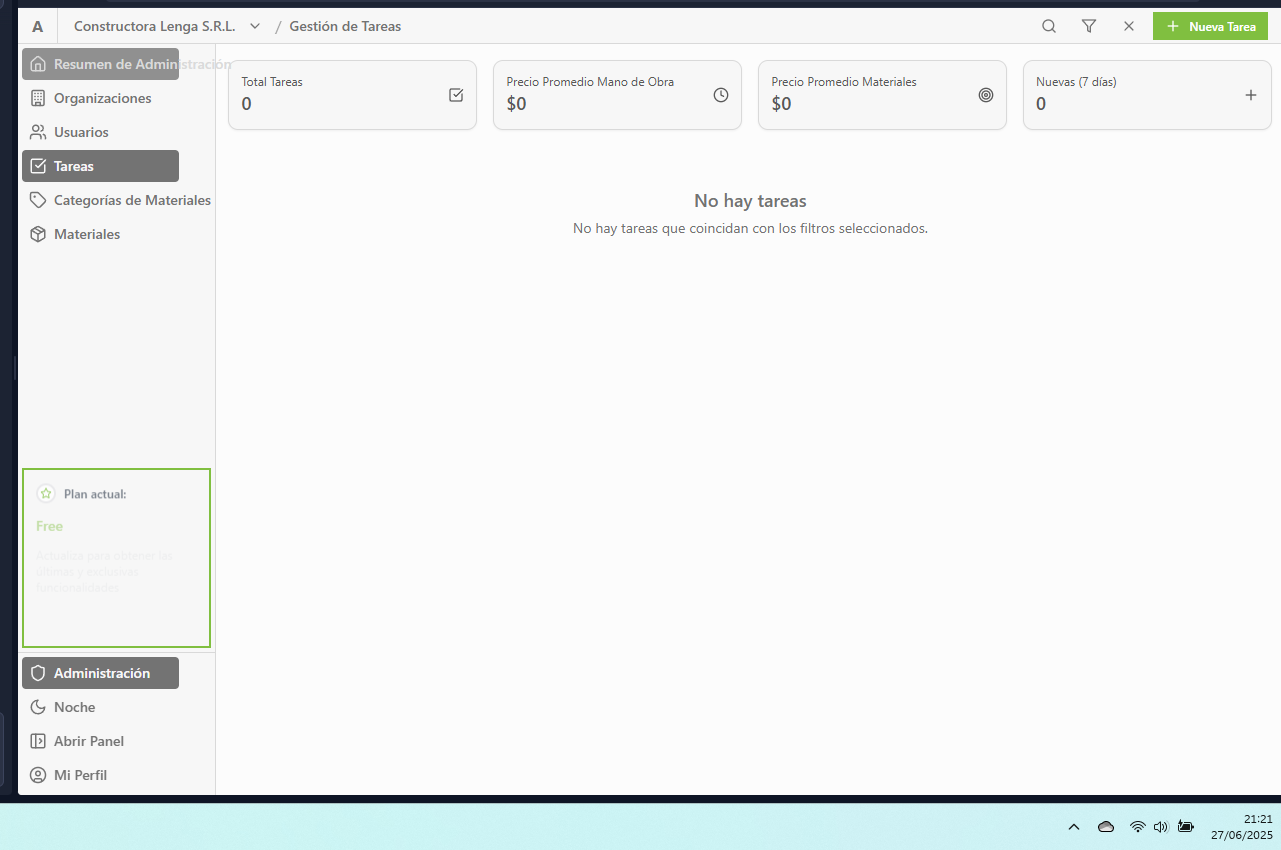 A
Constructora Lenga S.R.L.
/ Gestión de Tareas
Nueva Tarea
Resumen de Administración
Organizaciones
Usuarios
Tareas
Categorías de Materiales
Materiales
Total Tareas
0
Precio Promedio Mano de Obra
$0
Precio Promedio Materiales
$0
Nuevas (7 días)
0
No hay tareas
No hay tareas que coincidan con los filtros seleccionados.
Plan actual:
Free
Actualiza para obtener las
últimas y exclusivas
funcionalidades
Administración
Noche
Abrir Panel
Mi Perfil
21:21
27/06/2025